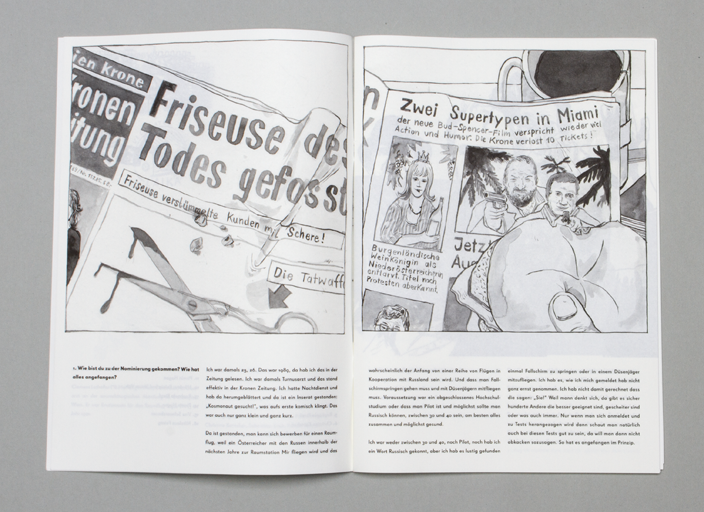 ien Krone
ronen
itung
Friseuse des
Todes gefasst
Friseuse verstümmelte Kunden mit Schere!
Die Tatwaff
Zwei Supertypen in Miami
der neue Bud-Spencer-Film verspricht wieder viel
Action und Humor. Die Krone verlost 10 Tickets!
Burgenländische
Weinkönigin als
Niederösterreicherin
entlarvt. Titel nach
Protesten aberkannt.
Jetzt
Au
1. Wie bist du zu der Nominierung gekommen? Wie hat
alles angefangen?
Ich war damals 25, 26. Das war 1989, da hab ich das in der
Zeitung gelesen. Ich war damals Turnusarzt und das stand
effektiv in der Kronen Zeitung. Ich hatte Nachtdienst und
hab da herumgeblättert und da ist ein Inserat gestanden:
„Kosmonaut gesucht!“, was aufs erste komisch klingt. Das
war auch nur ganz klein und ganz kurz.
Da ist gestanden, man kann sich bewerben für einen Raum-
flug, weil ein Österreicher mit den Russen innerhalb der
nächsten Jahre zur Raumstation Mir fliegen wird und das
wahrscheinlich der Anfang von einer Reihe von Flügen in
Kooperation mit Russland sein wird. Und dass man Fall-
schirmspringen gehen muss und mit Düsenjägern mitfliegen
muss. Voraussetzung war ein abgeschlossenes Hochschul-
studium oder dass man Pilot ist und möglichst sollte man
Russisch können, zwischen 30 und 40 sein, am besten alles
zusammen und möglichst gesund.
Ich war weder zwischen 30 und 40, noch Pilot, noch hab ich
ein Wort Russisch gekonnt, aber ich hab es lustig gefunden
einmal Fallschirm zu springen oder in einem Düsenjäger
mitzufliegen. Ich hab es, wie ich mich gemeldet hab nicht
ganz ernst genommen. Ich hab nicht damit gerechnet dass
die sagen: „Sie!“ Weil mann denkt sich, da gibt es sicher
hunderte Andere die besser geeignet sind, gescheiter sind
oder was auch immer. Nur wenn man sich anmeldet und
zu Tests herangezogen wird dann schaut man natürlich
auch bei diesen Tests gut zu sein, da will man dann nicht
abkacken sozusagen. So hat es angefangen im Prinzip.